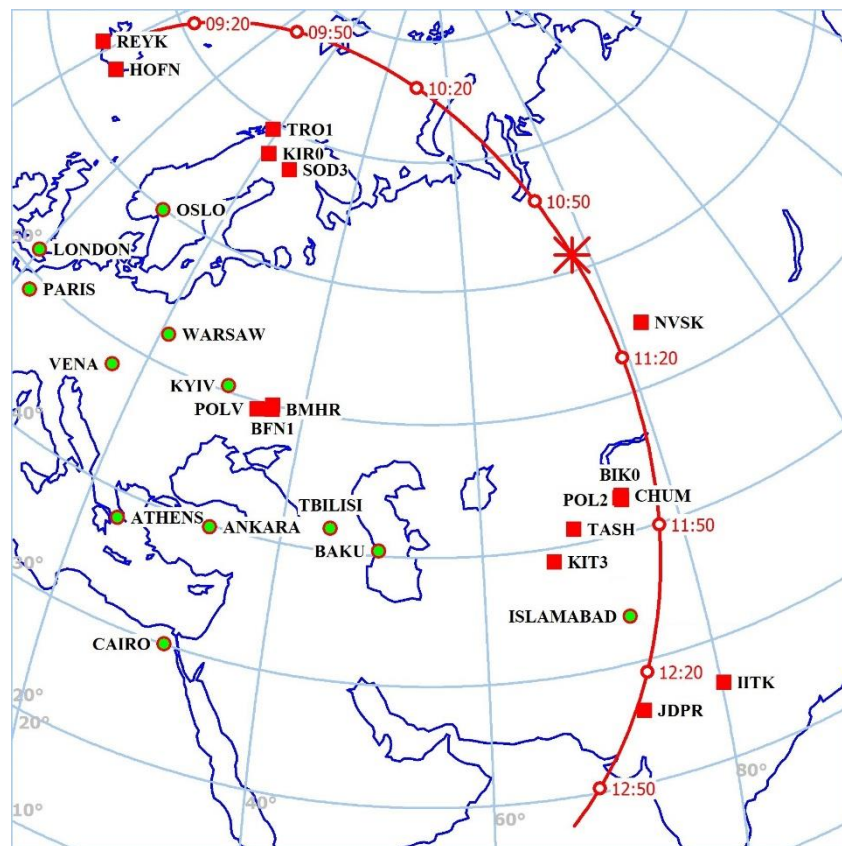 REYK
09:20
09:50
HOFN
10:20
TRO1
KIR0
SOD3
10:50
OSLO
50°
LONDON
PARIS
NVSK
WARSAW
11:20
VENA
KYIV
40°
POLV
BMHR
BFN1
BIK0
POL2
CHUM
TBILISI
ATHENS
ANKARA
TASH
11:50
BAKU
KIT3
30°
ISLAMABAD
CAIRO
12:20
IITK
20°
JDPR
20°
80°
12:50
40°
10°
60°